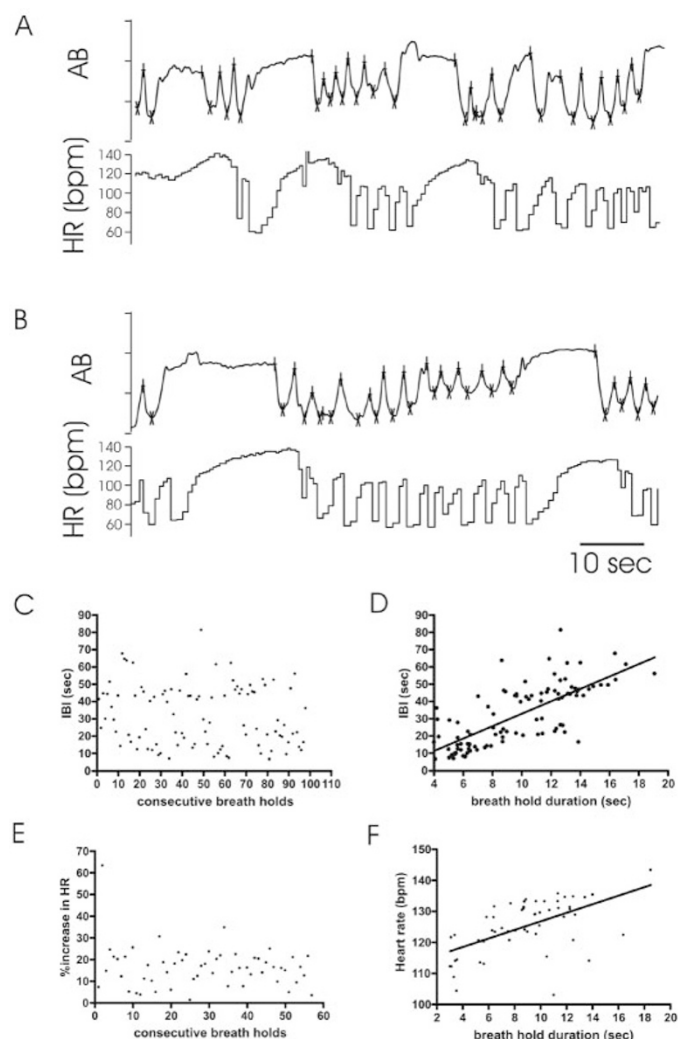 A
AB
HR (bpm)
140
120
100
80
60
B
AB
HR (bpm)
140
120
100
80
60
10 sec
C
IBI (sec)
90
80
70
60
50
40
30
20
10
0
0 10 20 30 40 50 60 70 80 90 100 110
consecutive breath holds
D
IBI (sec)
90
80
70
60
50
40
30
20
10
0
4 6 8 10 12 14 16 18 20
breath hold duration (sec)
E
%increase in HR
70
60
50
40
30
20
10
0
0 10 20 30 40 50 60
consecutive breath holds
F
Heart rate (bpm)
150
140
130
120
110
100
2 4 6 8 10 12 14 16 18 20
breath hold duration (sec)